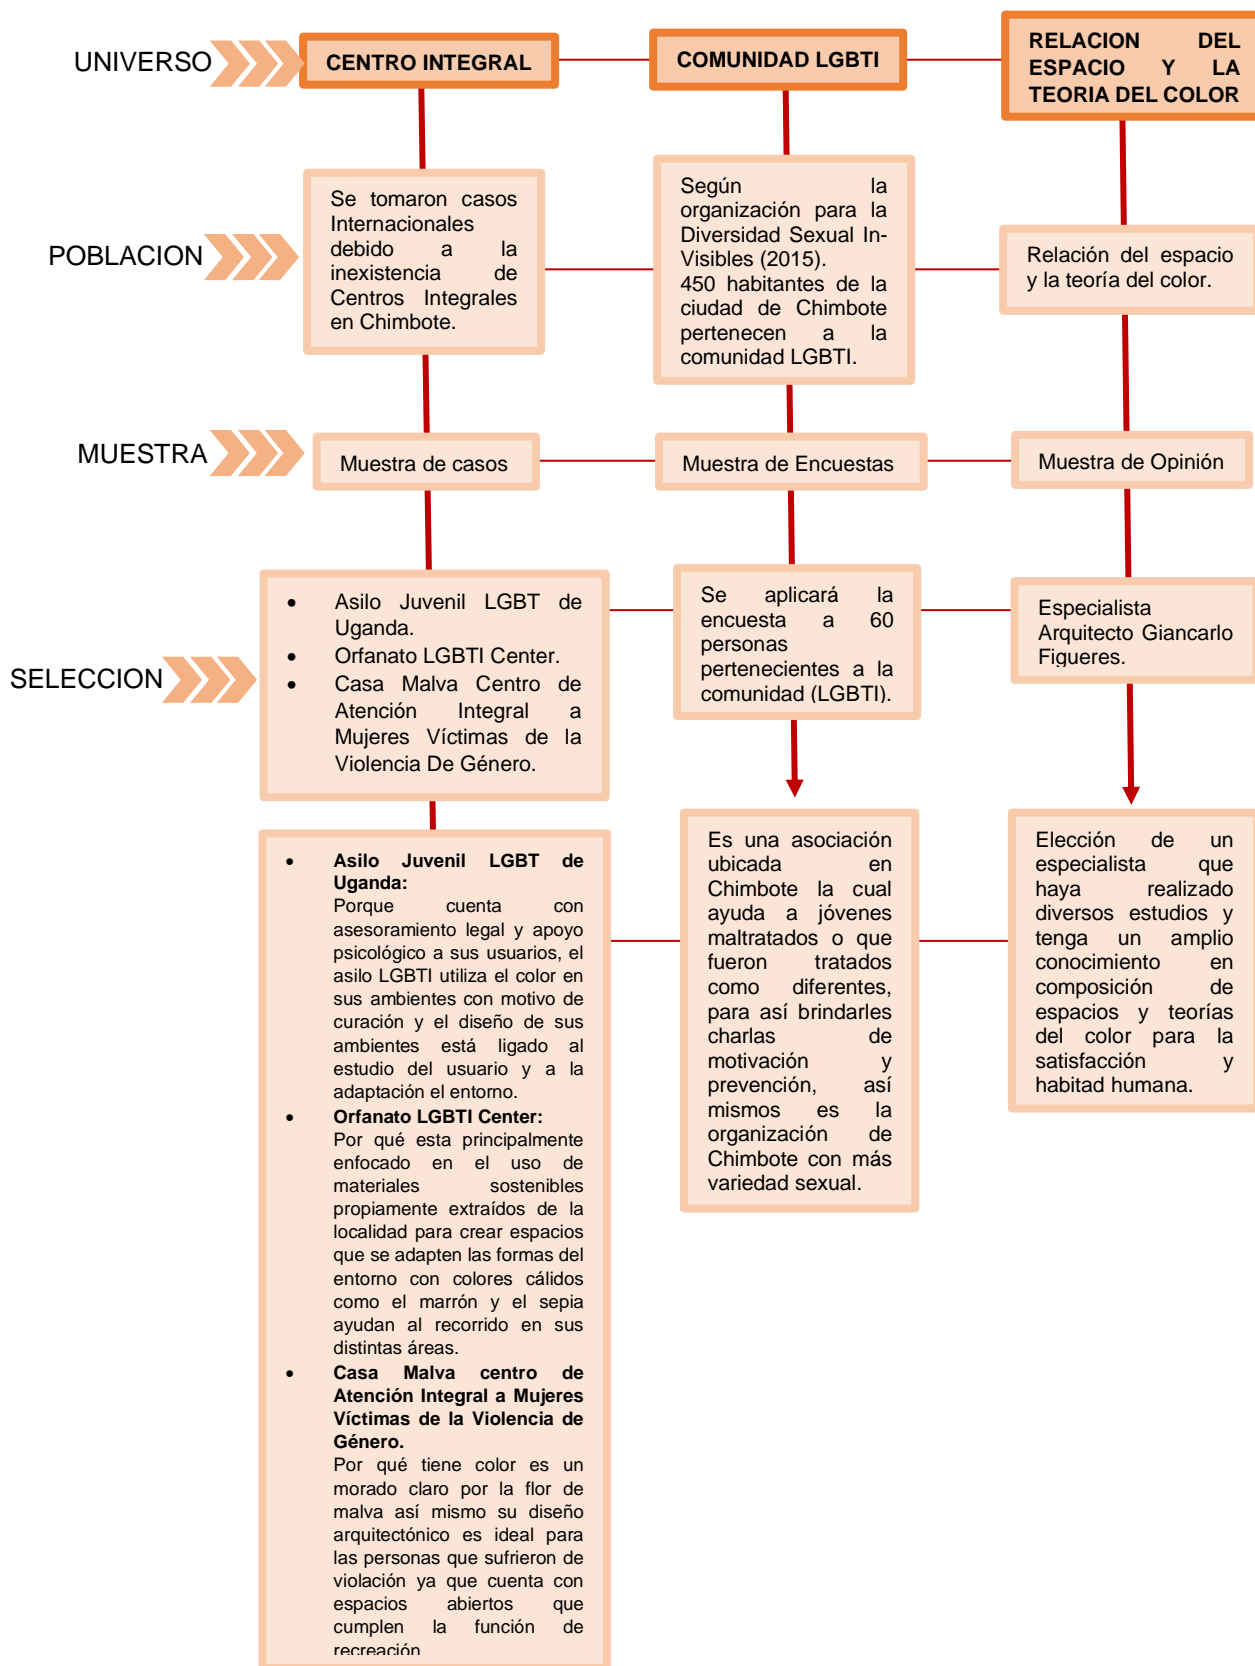 UNIVERSO
CENTRO INTEGRAL
COMUNIDAD LGBTI
RELACION DEL
ESPACIO Y LA
TEORIA DEL COLOR
POBLACION
Se tomaron casos
Internacionales
debido a la
inexistencia de
Centros Integrales
en Chimbote.
Según la
organización para la
Diversidad Sexual In-
Visibles (2015).
450 habitantes de la
ciudad de Chimbote
pertenecen a la
comunidad LGBTI.
Relación del espacio
y la teoría del color.
MUESTRA
Muestra de casos
Muestra de Encuestas
Muestra de Opinión
SELECCION
• Asilo Juvenil LGBT de
Uganda.
• Orfanato LGBTI Center.
• Casa Malva Centro de
Atención Integral a
Mujeres Víctimas de la
Violencia De Género.
Se aplicará la
encuesta a 60
personas
pertenecientes a la
comunidad (LGBTI).
Especialista
Arquitecto Giancarlo
Figueres.
• Asilo Juvenil LGBT de
Uganda:
Porque cuenta con
asesoramiento legal y apoyo
psicológico a sus usuarios, el
asilo LGBTI utiliza el color en
sus ambientes con motivo de
curación y el diseño de sus
ambientes está ligado al
estudio del usuario y a la
adaptación el entorno.
• Orfanato LGBTI Center:
Por qué esta principalmente
enfocado en el uso de
materiales sostenibles
propiamente extraídos de la
localidad para crear espacios
que se adapten las formas del
entorno con colores cálidos
como el marrón y el sepia
ayudan al recorrido en sus
distintas áreas.
• Casa Malva centro de
Atención Integral a Mujeres
Víctimas de la Violencia de
Género.
Por qué tiene color es un
morado claro por la flor de
malva así mismo su diseño
arquitectónico es ideal para
las personas que sufrieron de
violación ya que cuenta con
espacios abiertos que
cumplen la función de
recreación
Es una asociación
ubicada en
Chimbote la cual
ayuda a jóvenes
maltratados o que
fueron tratados
como diferentes,
para así brindarles
charlas de
motivación y
prevención, así
mismos es la
organización de
Chimbote con más
variedad sexual.
Elección de un
especialista que
haya realizado
diversos estudios y
tenga un amplio
conocimiento en
composición de
espacios y teorías
del color para la
satisfacción y
habitad humana.